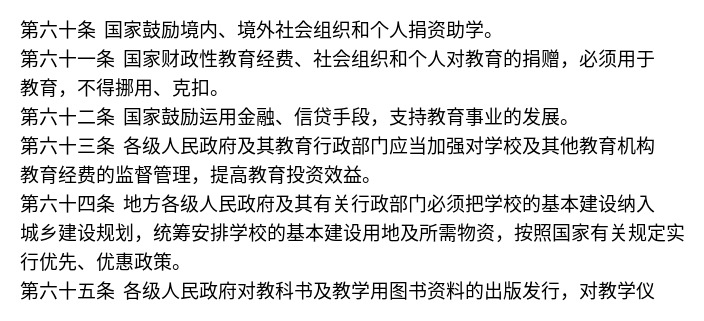 第六十条 国家鼓励境内、境外社会组织和个人捐资助学。
第六十一条 国家财政性教育经费、社会组织和个人对教育的捐赠，必须用于
教育，不得挪用、克扣。
第六十二条 国家鼓励运用金融、信贷手段，支持教育事业的发展。
第六十三条 各级人民政府及其教育行政部门应当加强对学校及其他教育机构
教育经费的监督管理，提高教育投资效益。
第六十四条 地方各级人民政府及其有关行政部门必须把学校的基本建设纳入
城乡建设规划，统筹安排学校的基本建设用地及所需物资，按照国家有关规定实
行优先、优惠政策。
第六十五条 各级人民政府对教科书及教学用图书资料的出版发行，对教学仪